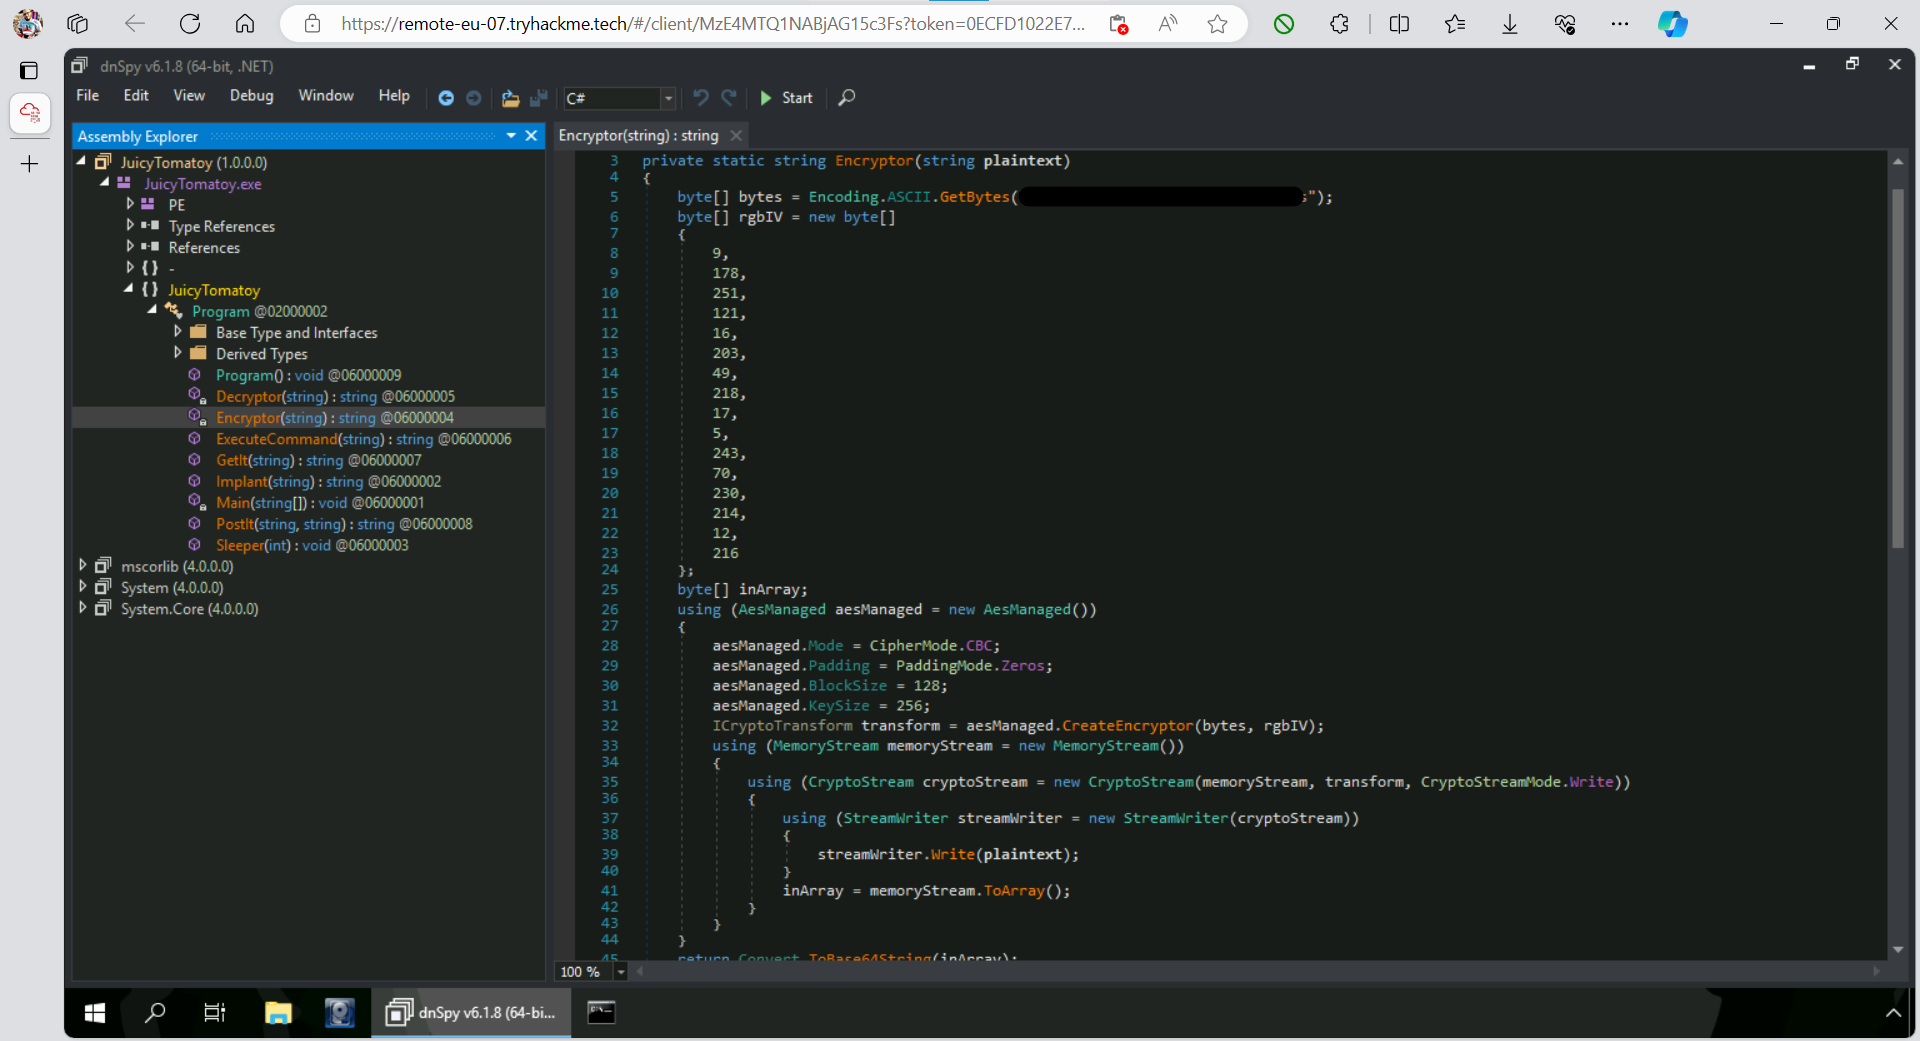 https://remote-eu-07.tryhackme.tech/#/client/MzE4MTQ1NABjAG15c3Fs?token=0ECFD1022E7...
dnSpy v6.1.8 (64-bit, .NET)
File Edit View Debug Window Help C# Start
Assembly Explorer
JuicyTomatoy (1.0.0.0)
JuicyTomatoy.exe
PE
Type References
References
{ } -
{ } JuicyTomatoy
Program @02000002
Base Type and Interfaces
Derived Types
Program() : void @06000009
Decryptor(string) : string @06000005
Encryptor(string) : string @06000004
ExecuteCommand(string) : string @06000006
GetIt(string) : string @06000007
Implant(string) : string @06000002
Main(string[]) : void @06000001
PostIt(string, string) : string @06000008
Sleeper(int) : void @06000003
mscorlib (4.0.0.0)
System (4.0.0.0)
System.Core (4.0.0.0)
Encryptor(string) : string
3 private static string Encryptor(string plaintext)
4 {
5 byte[] bytes = Encoding.ASCII.GetBytes( ");
6 byte[] rgbIV = new byte[]
7 {
8 9,
9 178,
10 251,
11 121,
12 16,
13 203,
14 49,
15 218,
16 17,
17 5,
18 243,
19 70,
20 230,
21 214,
22 12,
23 216
24 };
25 byte[] inArray;
26 using (AesManaged aesManaged = new AesManaged())
27 {
28 aesManaged.Mode = CipherMode.CBC;
29 aesManaged.Padding = PaddingMode.Zeros;
30 aesManaged.BlockSize = 128;
31 aesManaged.KeySize = 256;
32 ICryptoTransform transform = aesManaged.CreateEncryptor(bytes, rgbIV);
33 using (MemoryStream memoryStream = new MemoryStream())
34 {
35 using (CryptoStream cryptoStream = new CryptoStream(memoryStream, transform, CryptoStreamMode.Write))
36 {
37 using (StreamWriter streamWriter = new StreamWriter(cryptoStream))
38 {
39 streamWriter.Write(plaintext);
40 }
41 inArray = memoryStream.ToArray();
42 }
43 }
44 }
45 return Convert.ToBase64String(inArray);
100 %
dnSpy v6.1.8 (64-bi...